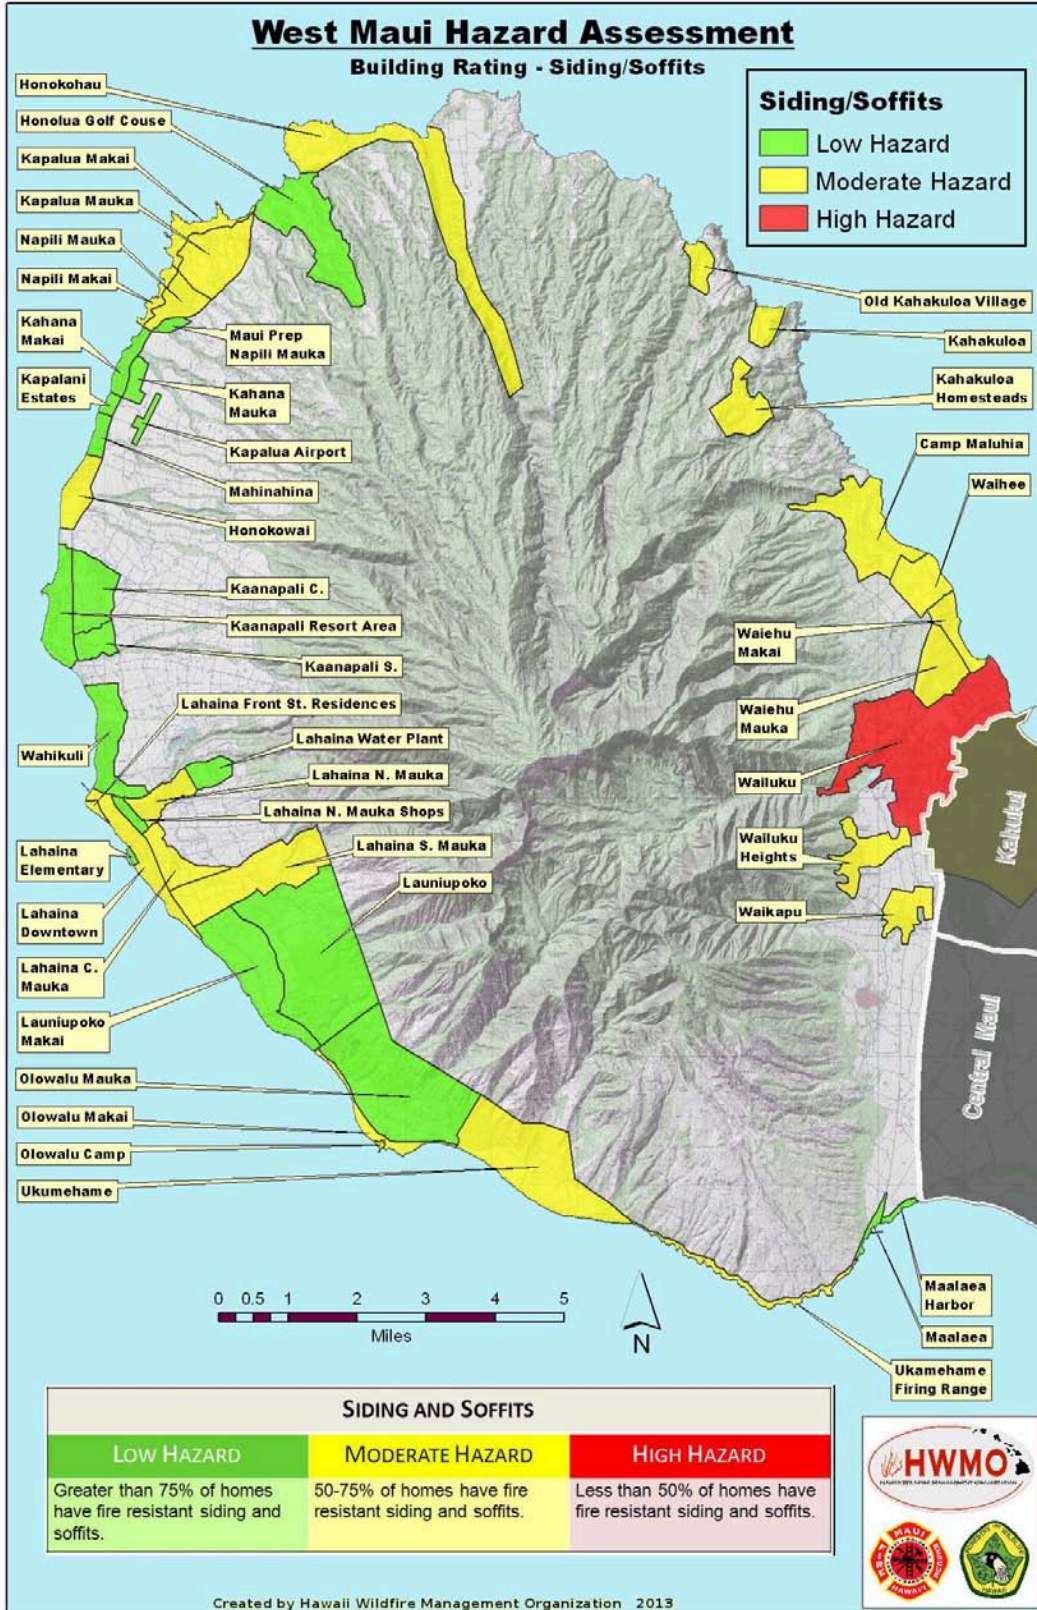 West Maui Hazard Assessment
Building Rating - Siding/Soffits
Siding/Soffits
Low Hazard
Moderate Hazard
High Hazard
Honokohau
Honolua Golf Couse
Kapalua Makai
Kapalua Mauka
Napili Mauka
Napili Makai
Kahana
Makai
Kapalani
Estates
Maui Prep
Napili Mauka
Kahana
Mauka
Kapalua Airport
Mahinahina
Honokowai
Kaanapali C.
Kaanapali Resort Area
Kaanapali S.
Lahaina Front St. Residences
Wahikuli
Lahaina Water Plant
Lahaina N. Mauka
Lahaina N. Mauka Shops
Lahaina S. Mauka
Launiupoko
Lahaina
Elementary
Lahaina
Downtown
Lahaina C.
Mauka
Launiupoko
Makai
Olowalu Mauka
Olowalu Makai
Olowalu Camp
Ukumehame
Old Kahakuloa Village
Kahakuloa
Kahakuloa
Homesteads
Camp Maluhia
Waihee
Waiehu
Makai
Waiehu
Mauka
Wailuku
Wailuku
Heights
Waikapu
Kahului
Central Maui
Maalaea
Harbor
Maalaea
Ukamehame
Firing Range
0 0.5 1 2 3 4 5
Miles
N
SIDING AND SOFFITS
LOW HAZARD
MODERATE HAZARD
HIGH HAZARD
Greater than 75% of homes
have fire resistant siding and
soffits.
50-75% of homes have fire
resistant siding and soffits.
Less than 50% of homes have
fire resistant siding and soffits.
HWMO
MAUI
FIRE
HAWAII
Created by Hawaii Wildfire Management Organization 2013